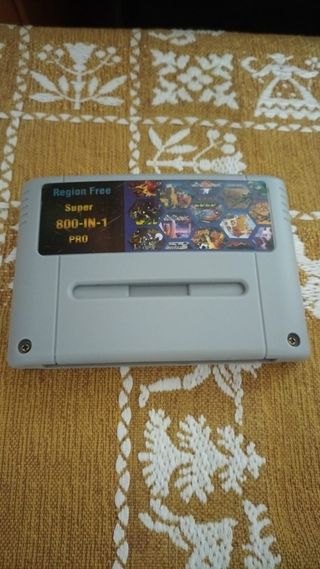 Region Free
Super
800-IN-1
PRO